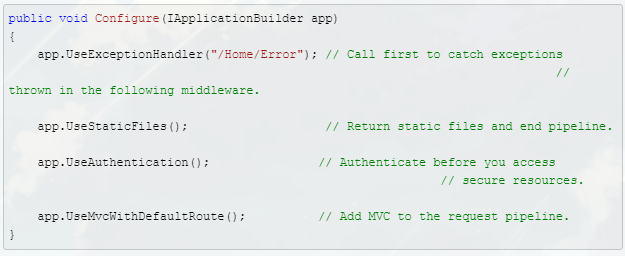 public void Configure(IApplicationBuilder app)
{
    app.UseExceptionHandler("/Home/Error"); // Call first to catch exceptions
                                            //
thrown in the following middleware.
    app.UseStaticFiles();                   // Return static files and end pipeline.
    app.UseAuthentication();               // Authenticate before you access
                                           // secure resources.
    app.UseMvcWithDefaultRoute();          // Add MVC to the request pipeline.
}